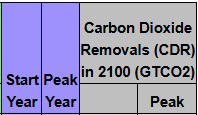 Carbon Dioxide
Removals (CDR)
in 2100 (GTCO2)
Start Peak
Year Year
Peak